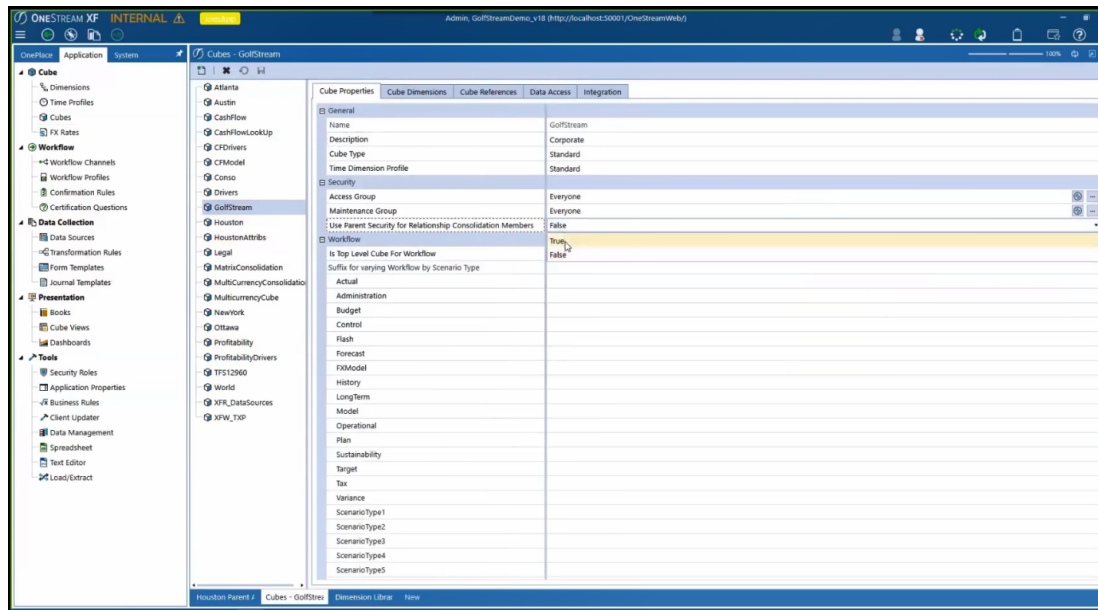 ONESTREAM XF INTERNAL
Admin, GolfStreamDemo_v18 (http://localhost:50001/OneStreamWeb/)
OnePlace Application System
Cubes - GolfStream
100%
Cube
Dimensions
Time Profiles
Cubes
FX Rates
Workflow
Workflow Channels
Workflow Profiles
Confirmation Rules
Certification Questions
Data Collection
Data Sources
Transformation Rules
Form Templates
Journal Templates
Presentation
Books
Cube Views
Dashboards
Tools
Security Roles
Application Properties
Business Rules
Client Updater
Data Management
Spreadsheet
Text Editor
Load/Extract
Atlanta
Austin
CashFlow
CashFlowLookUp
CFDrivers
CFModel
Conso
Drivers
GolfStream
Houston
HoustonAttribs
Legal
MatrixConsolidation
MultiCurrencyConsolidatio
MulticurrencyCube
NewYork
Ottawa
Profitability
ProfitabilityDrivers
TFS12960
World
XFR_DataSources
XFW_TXP
Cube Properties Cube Dimensions Cube References Data Access Integration
General
Name GolfStream
Description Corporate
Cube Type Standard
Time Dimension Profile Standard
Security
Access Group Everyone
Maintenance Group Everyone
Use Parent Security for Relationship Consolidation Members False
Workflow True
Is Top Level Cube For Workflow False
Suffix for varying Workflow by Scenario Type
Actual
Administration
Budget
Control
Flash
Forecast
FXModel
History
LongTerm
Model
Operational
Plan
Sustainability
Target
Tax
Variance
ScenarioType1
ScenarioType2
ScenarioType3
ScenarioType4
ScenarioType5
Houston Parent Cubes - GolfStrea Dimension Librar New